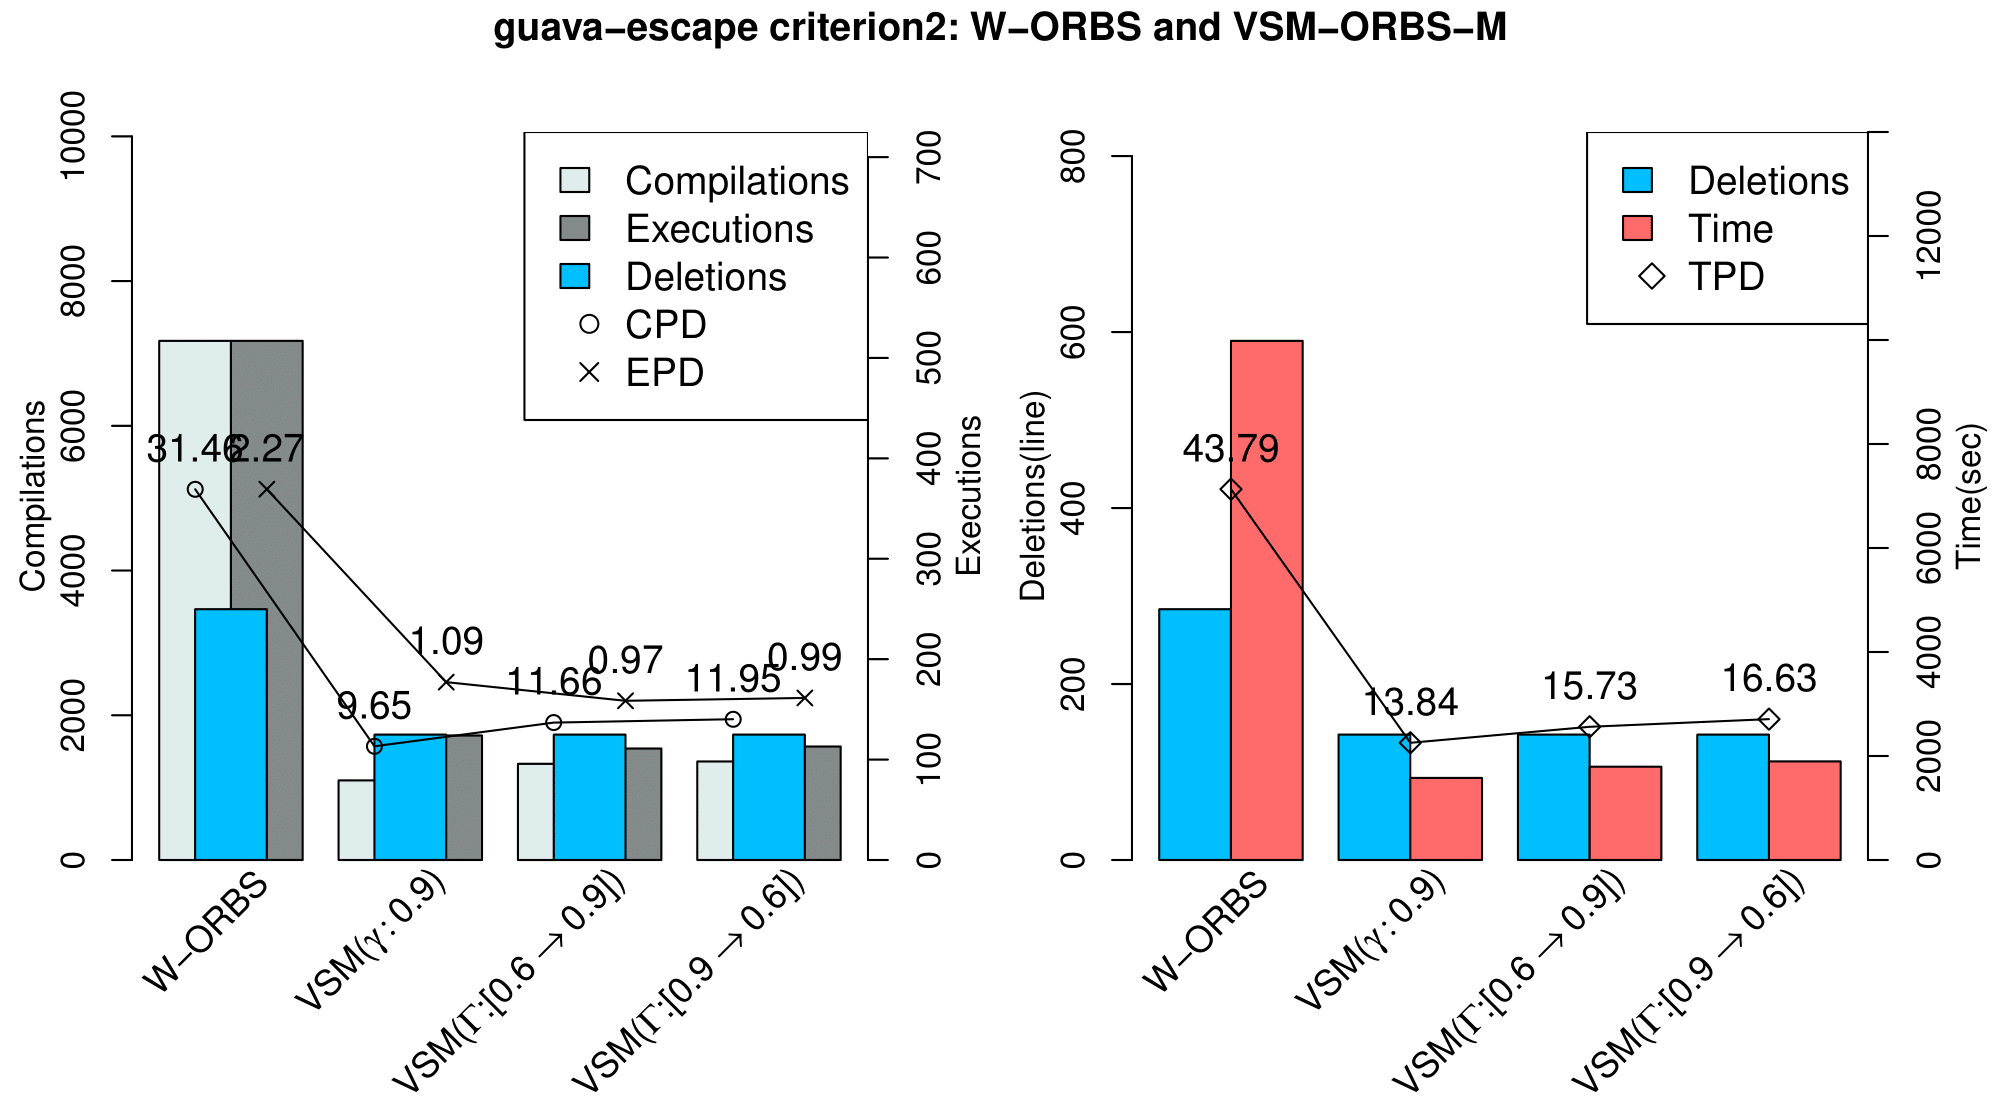 guava−escape criterion2: W−ORBS and VSM−ORBS−M
Compilations
0
2000
4000
6000
8000
10000
Compilations
Executions
Deletions
CPD
EPD
31.46
2.27
9.65
1.09
11.66
0.97
11.95
0.99
0
100
200
300
400
500
600
700
Executions
W−ORBS
VSM(γ: 0.9)
VSM(Γ:[0.6 → 0.9])
VSM(Γ:[0.9 → 0.6])
Deletions(line)
0
200
400
600
800
Deletions
Time
TPD
43.79
13.84
15.73
16.63
0
2000
4000
6000
8000
12000
Time(sec)
W−ORBS
VSM(γ: 0.9)
VSM(Γ:[0.6 → 0.9])
VSM(Γ:[0.9 → 0.6])